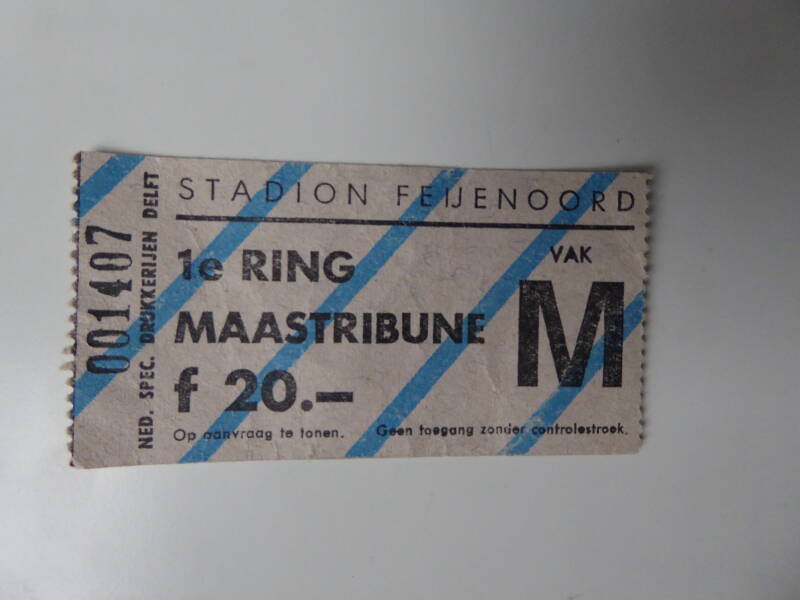 001407
NED. SPEC. DRUKKERIJEN DELFT
STADION FEIJENOORD
1e RING
MAASTRIBUNE
f 20.–
VAK
M
Op aanvraag te tonen. Geen toegang zonder controlestrook.